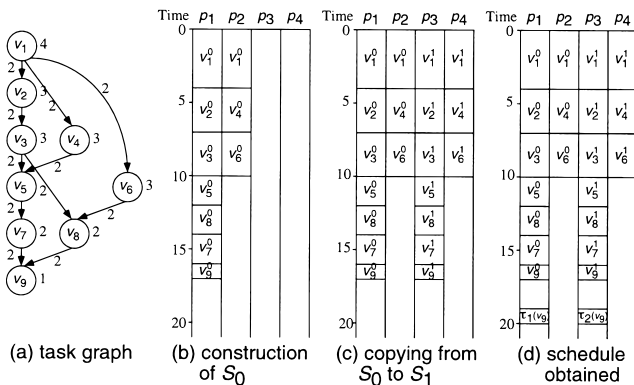 v1 4
2 2 2
v2 3
2
v3 3
v4 3
2 2 2
v5 2
v6 3
2 2
v7 2
v8 2
2 2
v9 1
(a) task graph
Time p1 p2 p3 p4
0
v1^0 v1^0
5
v2^0 v4^0
v3^0 v6^0
10
v5^0
v8^0
15
v7^0
v9^0
20
(b) construction
of S0
Time p1 p2 p3 p4
0
v1^0 v1^0 v1^1 v1^1
5
v2^0 v4^0 v2^1 v4^1
v3^0 v6^0 v3^1 v6^1
10
v5^0 v5^1
v8^0 v8^1
15
v7^0 v7^1
v9^0 v9^1
20
(c) copying from
S0 to S1
Time p1 p2 p3 p4
0
v1^0 v1^0 v1^1 v1^1
5
v2^0 v4^0 v2^1 v4^1
v3^0 v6^0 v3^1 v6^1
10
v5^0 v5^1
v8^0 v8^1
15
v7^0 v7^1
v9^0 v9^1
τ1(v9) τ2(v9)
20
(d) schedule
obtained